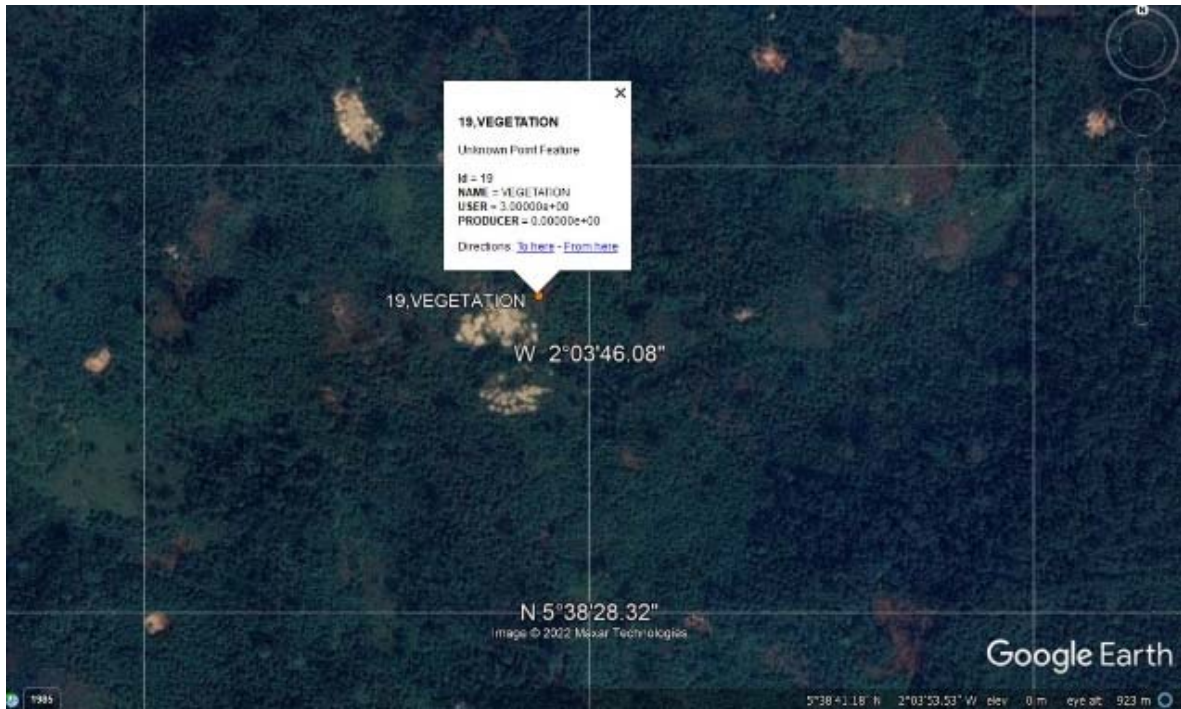 N
19,VEGETATION
Unknown Point Feature
Id = 19
NAME = VEGETATION
USER = 3.00000e+00
PRODUCER = 0.00000e+00
Directions: To here - From here
19,VEGETATION
W 2°03'46.08"
N 5°38'28.32"
Image © 2022 Maxar Technologies
Google Earth
1985
5°38'41.18" N 2°03'53.53" W elev 0 m eye alt 923 m